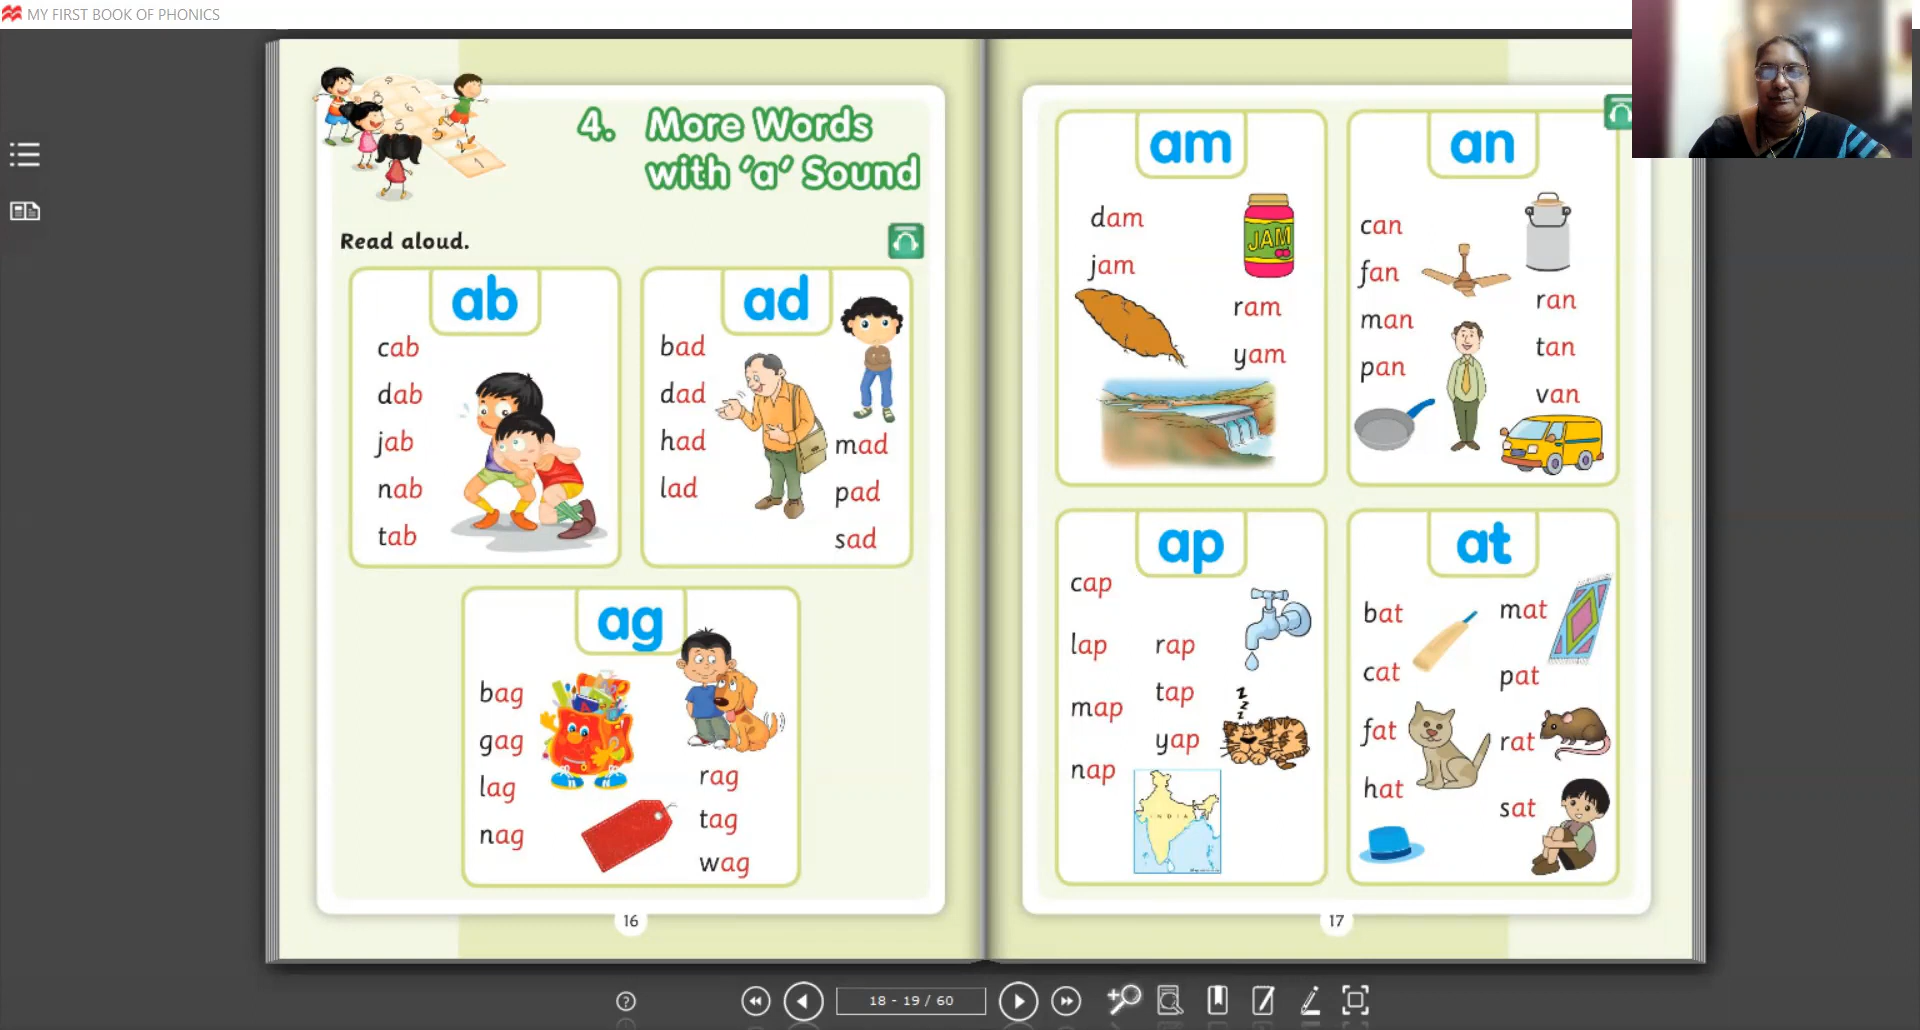 MY FIRST BOOK OF PHONICS
4. More Words
with 'a' Sound
Read aloud.
ab
cab
dab
jab
nab
tab
ad
bad
dad
had
lad
mad
pad
sad
ag
bag
gag
lag
nag
rag
tag
wag
16
am
dam
jam
JAM
ram
yam
an
can
fan
man
pan
ran
tan
van
ap
cap
lap
map
nap
rap
tap
yap
z
z
z
INDIA
at
bat
cat
fat
hat
mat
pat
rat
sat
17
18 - 19 / 60